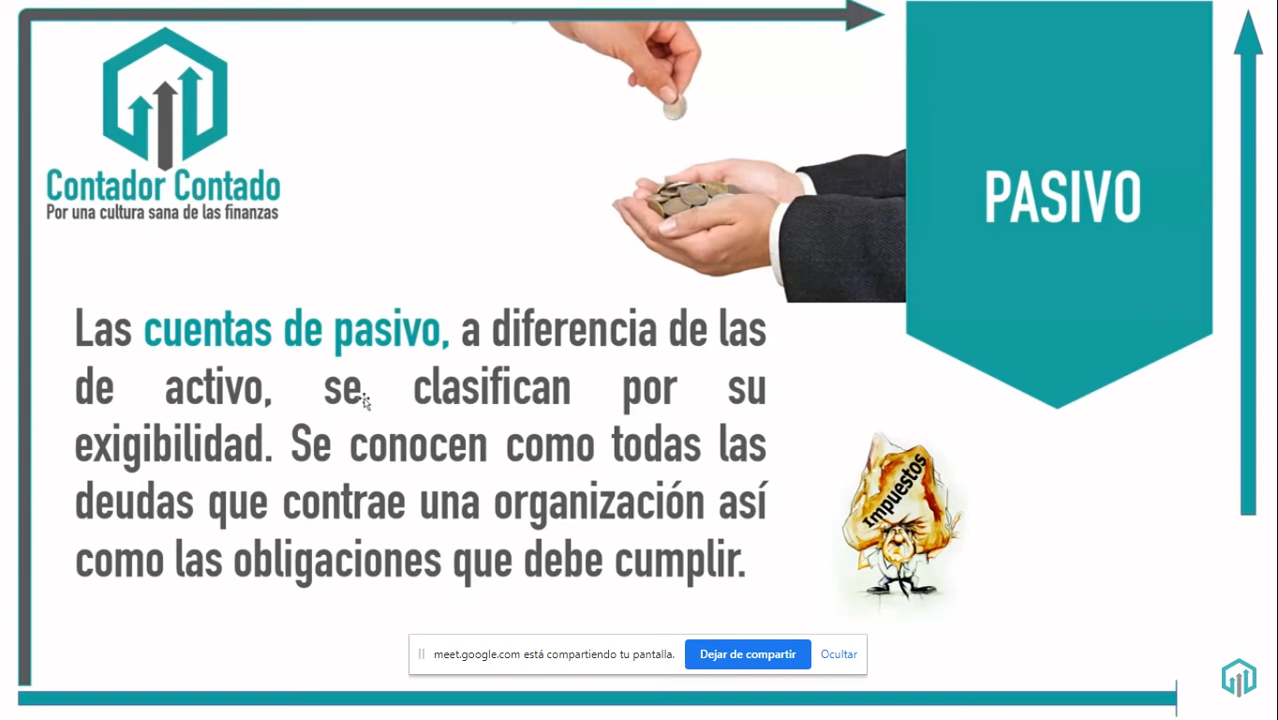 Contador Contado
Por una cultura sana de las finanzas
PASIVO
Las cuentas de pasivo, a diferencia de las
de activo, se clasifican por su
exigibilidad. Se conocen como todas las
deudas que contrae una organización así
como las obligaciones que debe cumplir.
Impuestos
meet.google.com está compartiendo tu pantalla.
Dejar de compartir
Ocultar